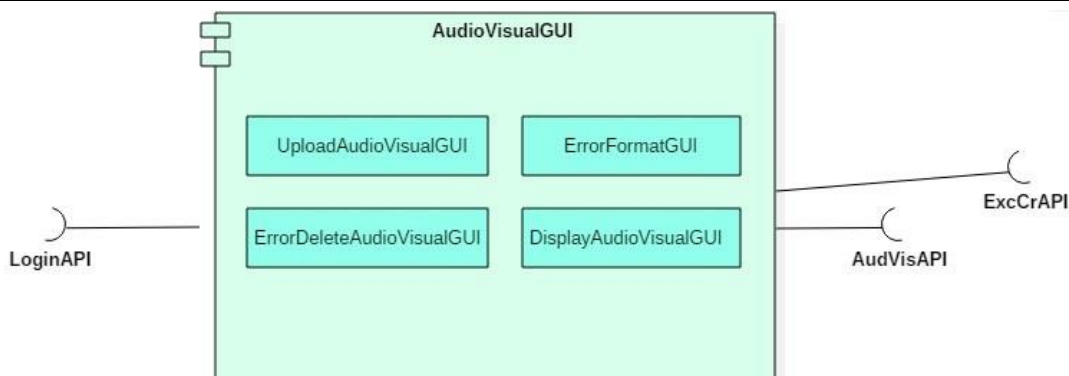 AudioVisualGUI
UploadAudioVisualGUI
ErrorFormatGUI
ExcCrAPI
ErrorDeleteAudioVisualGUI
DisplayAudioVisualGUI
LoginAPI
AudVisAPI